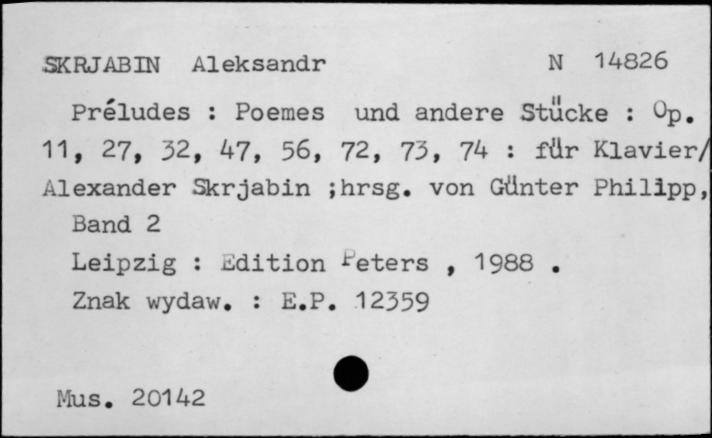 SKRJABIN Aleksandr N 14826
Préludes : Poemes und andere Stücke : Op.
11, 27, 32, 47, 56, 72, 73, 74 : für Klavier/
Alexander Skrjabin ;hrsg. von Günter Philipp,
Band 2
Leipzig : Edition Peters , 1988 .
Znak wydaw. : E.P. 12359
Mus. 20142